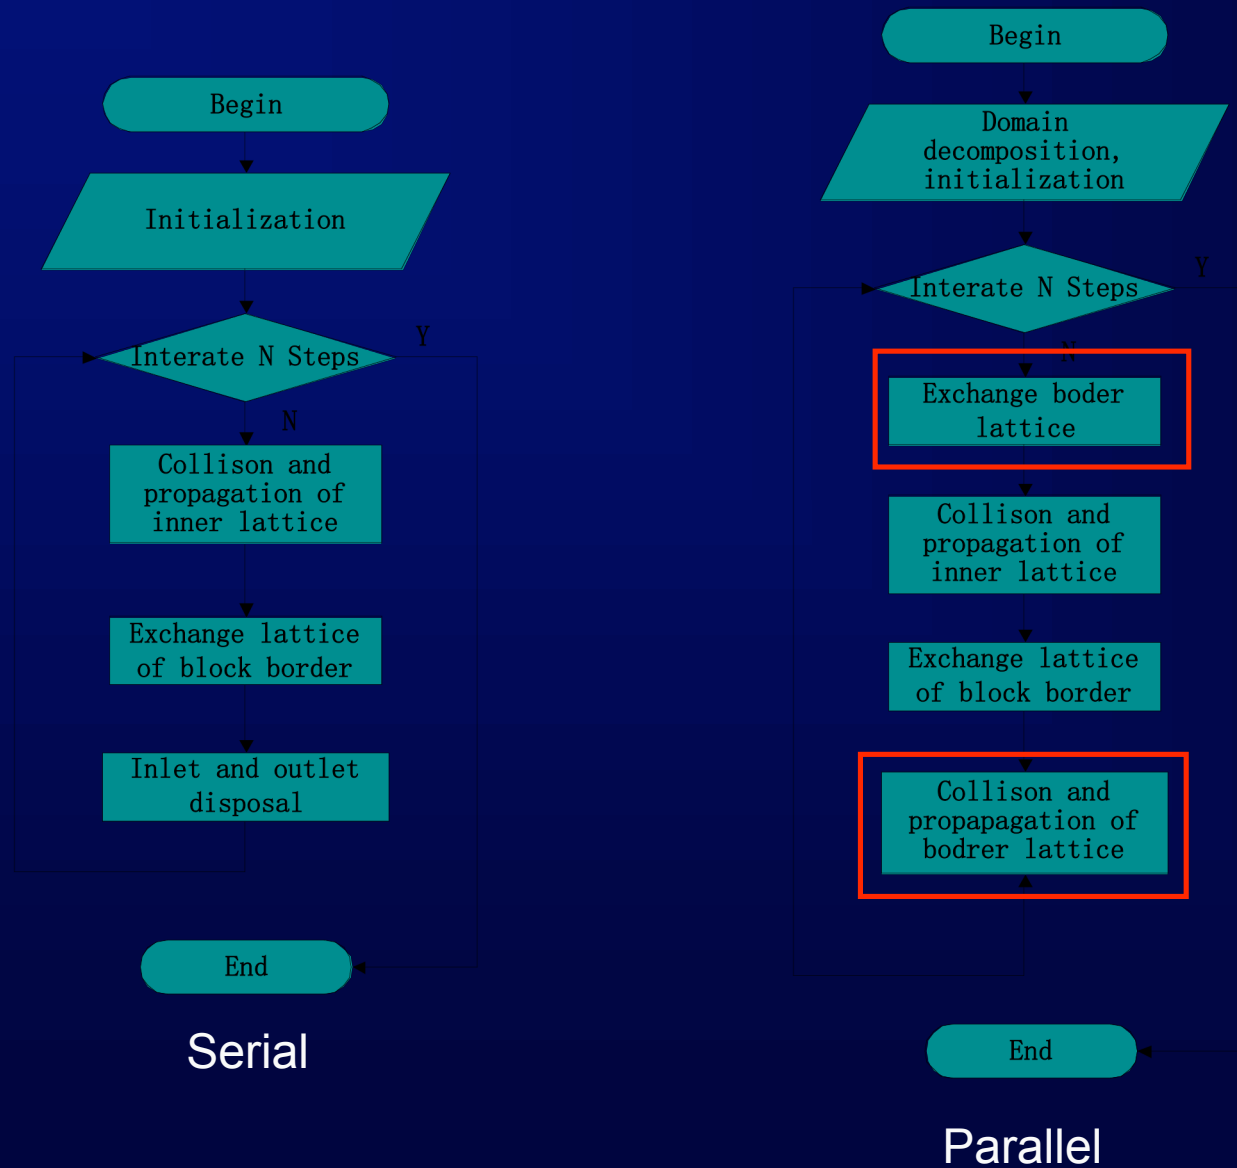 Begin
Initialization
Interate N Steps
Y
N
Collison and
propagation of
inner lattice
Exchange lattice
of block border
Inlet and outlet
disposal
End
Serial
Begin
Domain
decomposition,
initialization
Interate N Steps
Y
N
Exchange boder
lattice
Collison and
propagation of
inner lattice
Exchange lattice
of block border
Collison and
propapagation of
bodrer lattice
End
Parallel